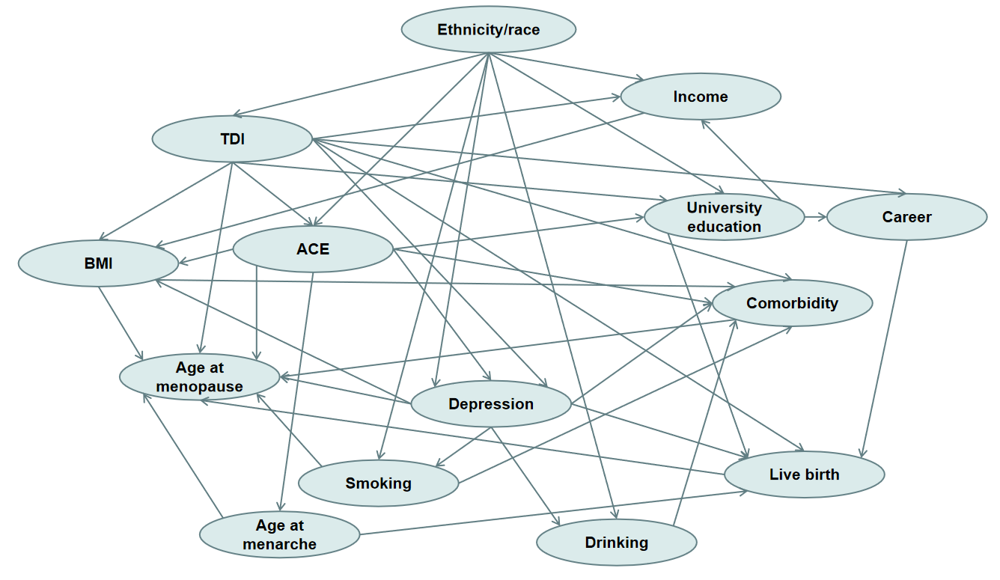 Ethnicity/race
Income
TDI
University
education
Career
ACE
BMI
Comorbidity
Age at
menopause
Depression
Live birth
Smoking
Age at
menarche
Drinking